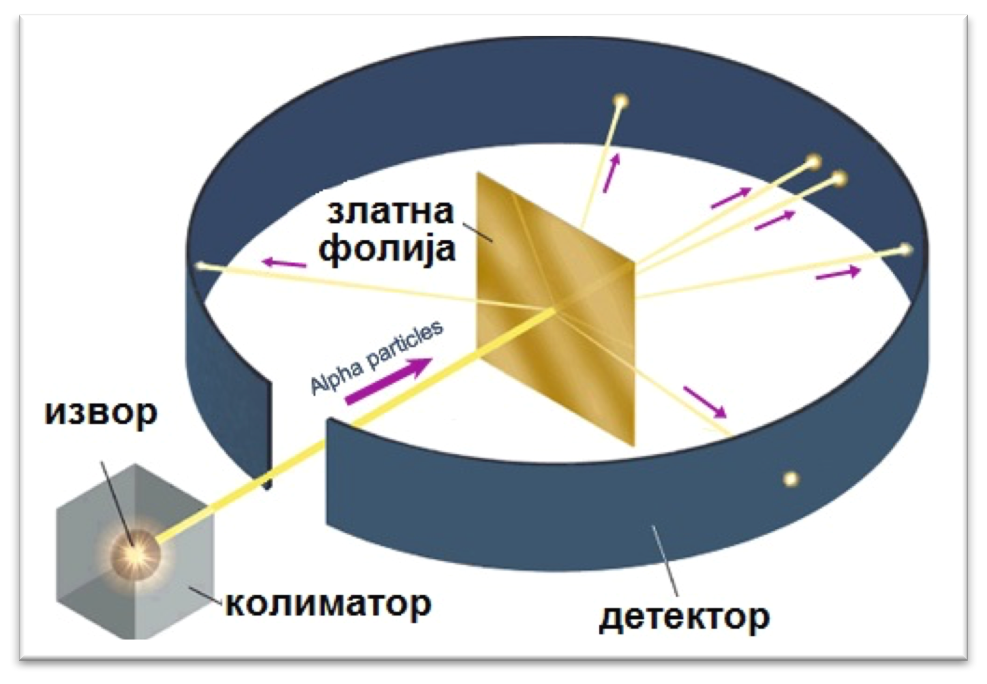 златна
фолија
Alpha particles
извор
колиматор
детектор